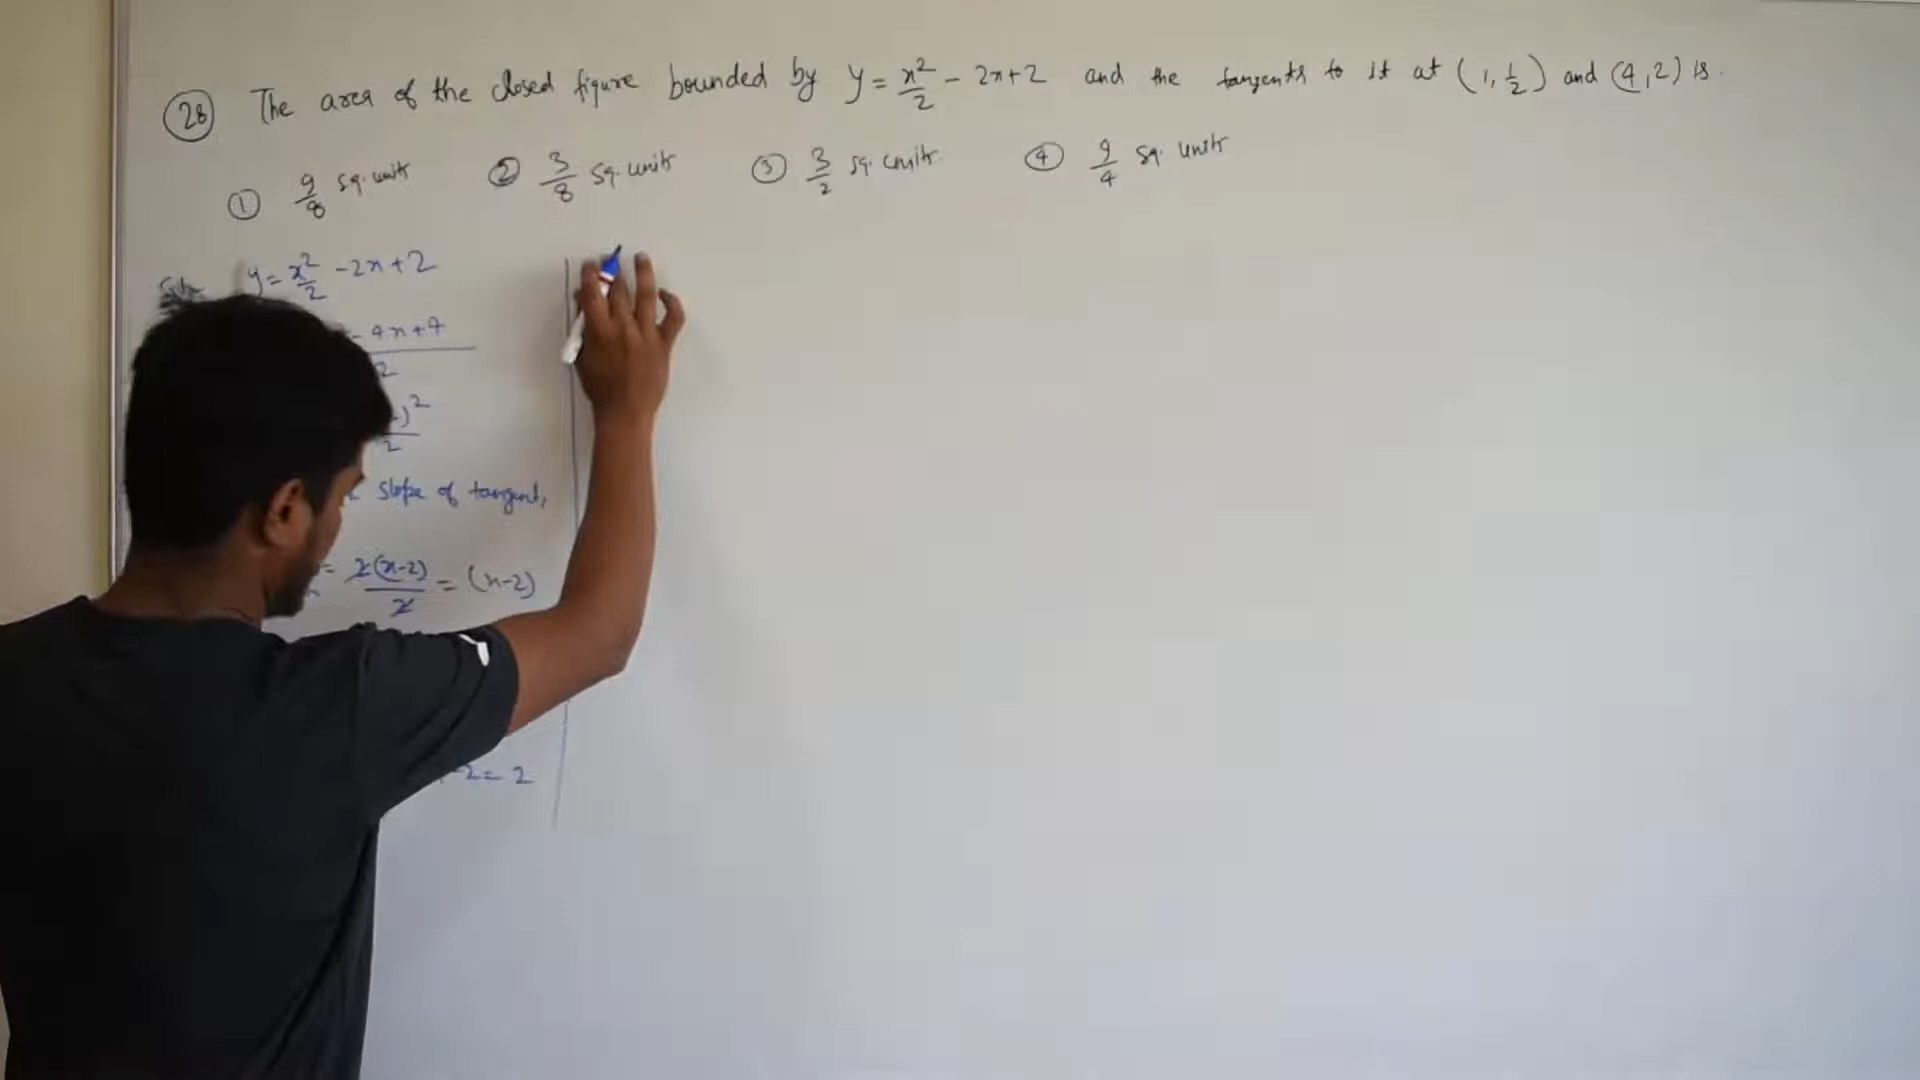 28 The area of the closed figure bounded by y = x²/2 - 2x+2 and the tangents to it at (1, 1/2) and (4,2) is.
① 9/8 sq. units ② 3/8 sq. units ③ 3/2 sq. units ④ 9/4 sq. units
y = x²/2 - 2x+2
- 4x+4
2
)²
2
slope of tangent,
= 2(x-2)/2 = (x-2)
-2 = 2